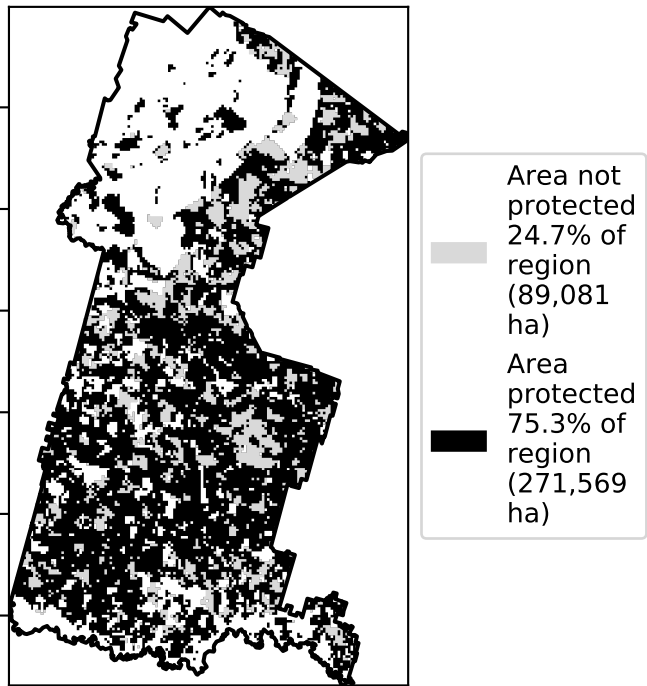 Area not
protected
24.7% of
region
(89,081
ha)
Area
protected
75.3% of
region
(271,569
ha)